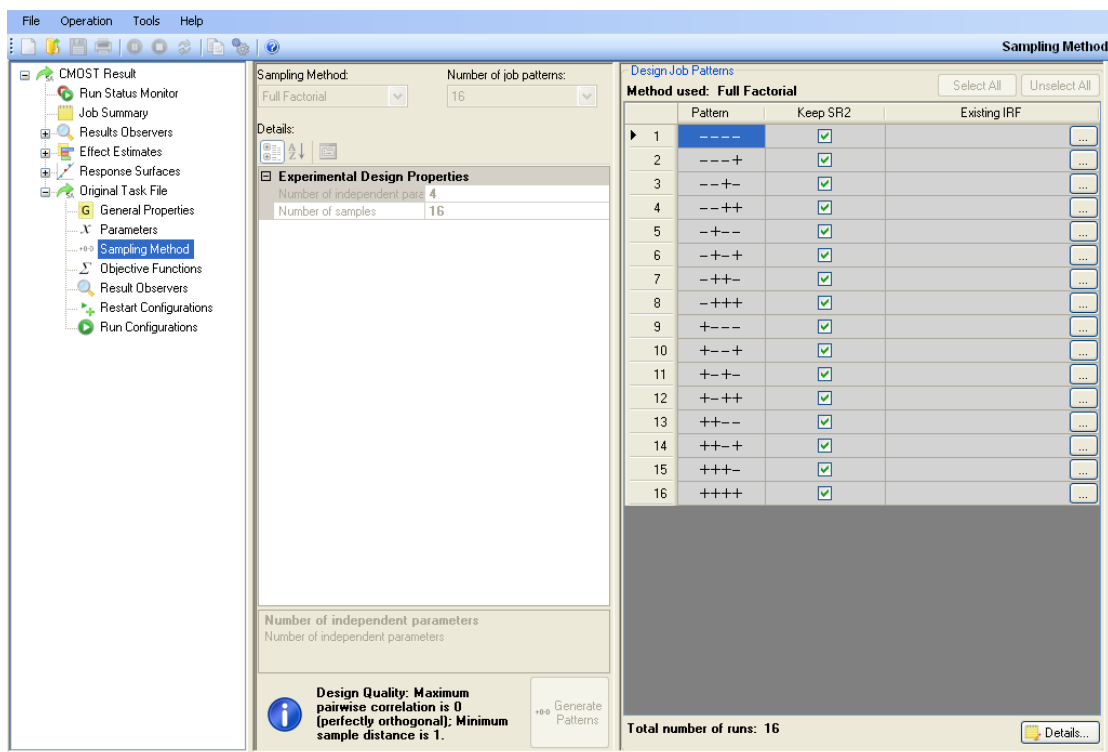 File Operation Tools Help
Sampling Method
CMOST Result
Run Status Monitor
Job Summary
Results Observers
Effect Estimates
Response Surfaces
Original Task File
G General Properties
X Parameters
+0-0 Sampling Method
Σ Objective Functions
Result Observers
Restart Configurations
Run Configurations
Sampling Method: Number of job patterns:
Full Factorial 16
Details:
Experimental Design Properties
Number of independent para 4
Number of samples 16
Number of independent parameters
Number of independent parameters
Design Quality: Maximum
pairwise correlation is 0
(perfectly orthogonal); Minimum
sample distance is 1.
+0-0 Generate
Patterns
Design Job Patterns
Method used: Full Factorial
Select All Unselect All
Pattern Keep SR2 Existing IRF
1 ---- ...
2 ---+ ...
3 --+- ...
4 --++ ...
5 -+-- ...
6 -+-+ ...
7 -++- ...
8 -+++ ...
9 +--- ...
10 +--+ ...
11 +-+- ...
12 +-++ ...
13 ++-- ...
14 ++-+ ...
15 +++- ...
16 ++++ ...
Total number of runs: 16
Details...